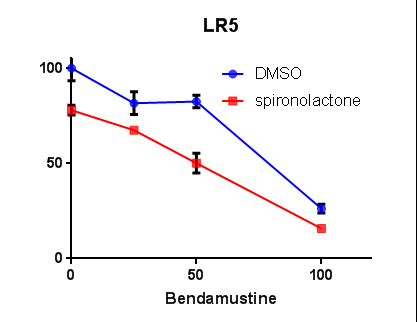 LR5
DMSO
spironolactone
100
50
0
0
50
100
Bendamustine